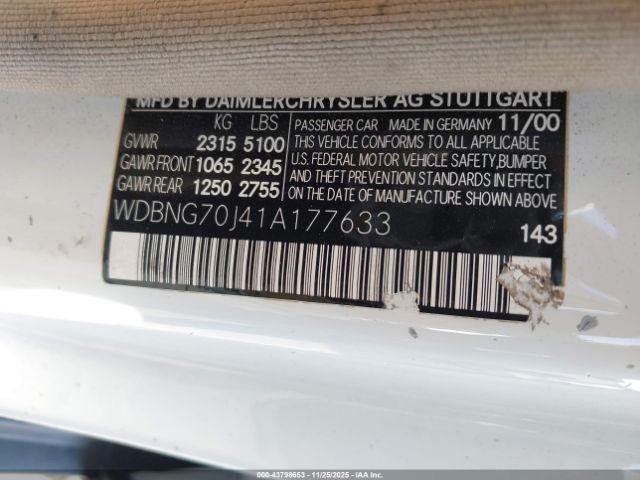 MFD BY DAIMLERCHRYSLER AG STUTTGART
KG LBS
GVWR 2315 5100
GAWR FRONT 1065 2345
GAWR REAR 1250 2755
PASSENGER CAR MADE IN GERMANY 11/00
THIS VEHICLE CONFORMS TO ALL APPLICABLE
U.S. FEDERAL MOTOR VEHICLE SAFETY, BUMPER
AND THEFT PREVENTION STANDARDS IN EFFECT
ON THE DATE OF MANUFACTURE SHOWN ABOVE
WDBNG70J41A177633
143
000-43798653 - 11/25/2025 - IAA Inc.